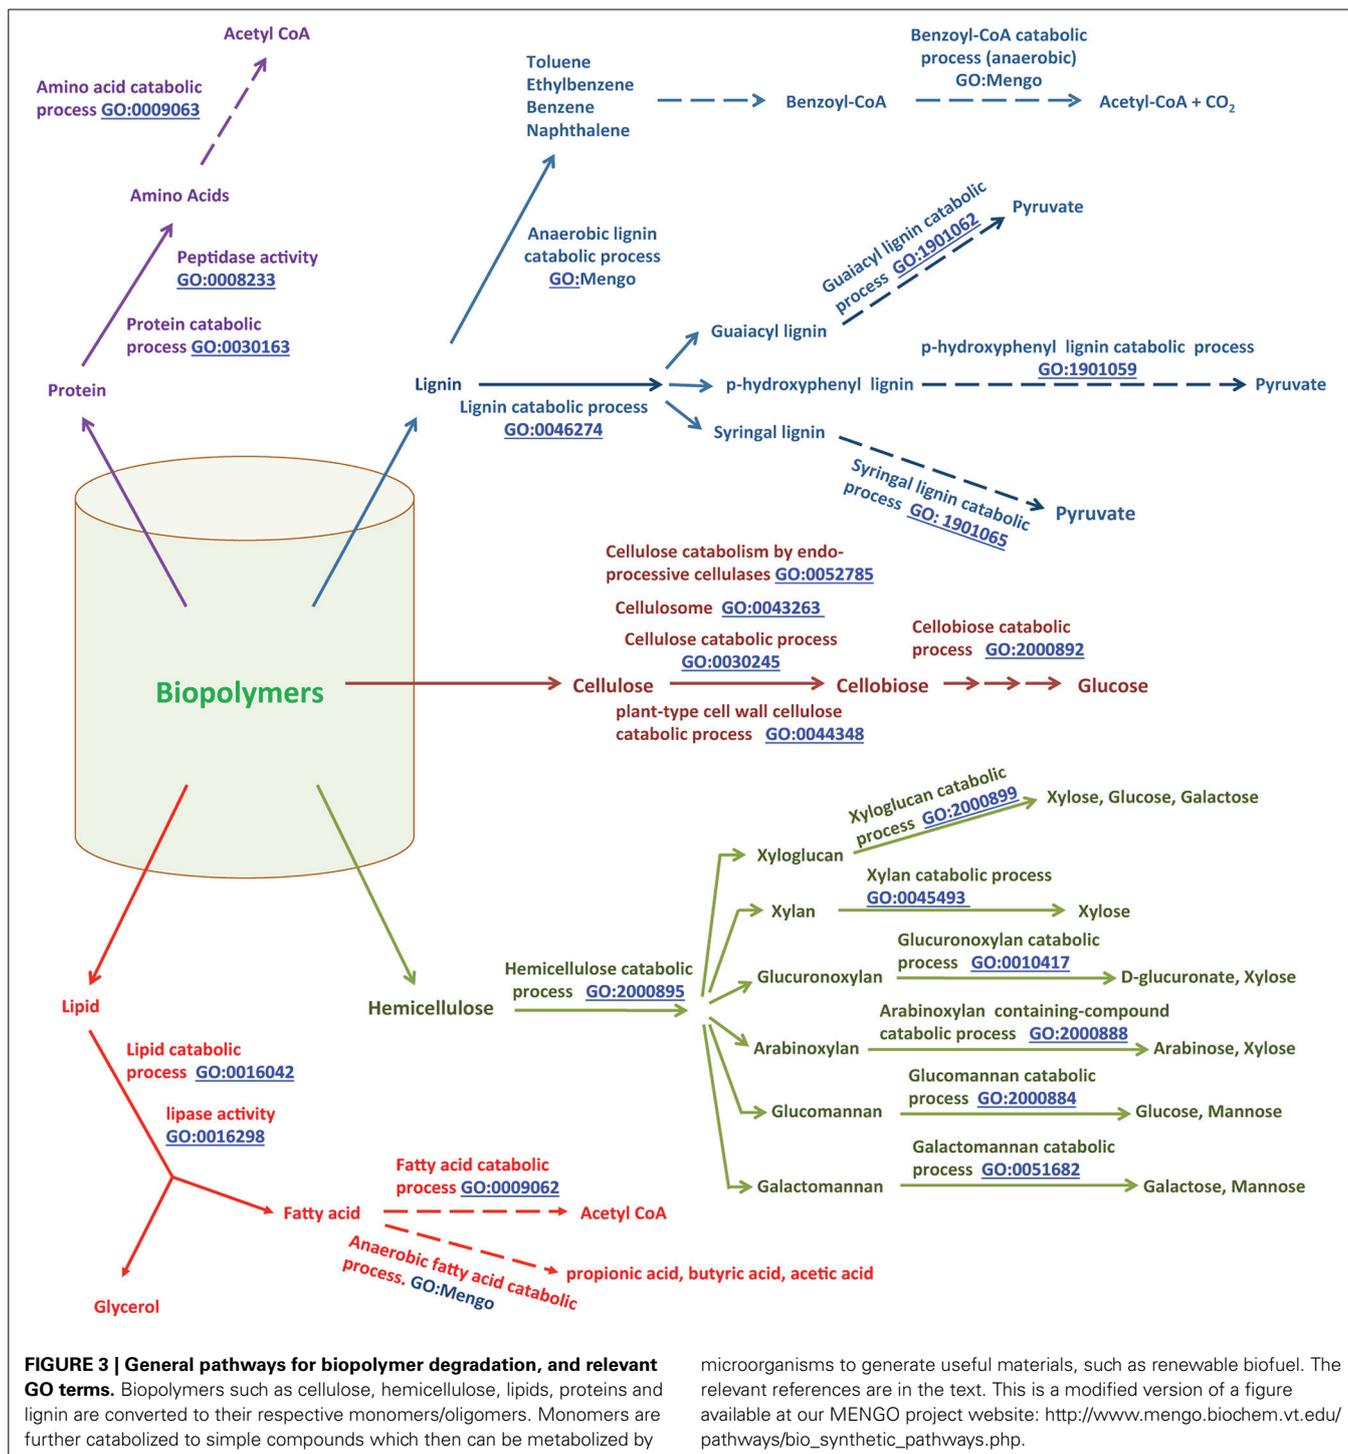 Acetyl CoA
Amino acid catabolic
process GO:0009063
Amino Acids
Peptidase activity
GO:0008233
Protein catabolic
process GO:0030163
Protein
Toluene
Ethylbenzene
Benzene
Naphthalene
Benzoyl-CoA
Benzoyl-CoA catabolic
process (anaerobic)
GO:Mengo
Acetyl-CoA + CO2
Anaerobic lignin
catabolic process
GO:Mengo
Lignin
Lignin catabolic process
GO:0046274
Guaiacyl lignin
Guaiacyl lignin catabolic
process GO:1901062
Pyruvate
p-hydroxyphenyl lignin
p-hydroxyphenyl lignin catabolic process
GO:1901059
Pyruvate
Syringal lignin
Syringal lignin catabolic
process GO: 1901065
Pyruvate
Biopolymers
Cellulose catabolism by endo-
processive cellulases GO:0052785
Cellulosome GO:0043263
Cellulose catabolic process
GO:0030245
Cellulose
plant-type cell wall cellulose
catabolic process GO:0044348
Cellobiose
Cellobiose catabolic
process GO:2000892
Glucose
Hemicellulose
Hemicellulose catabolic
process GO:2000895
Xyloglucan
Xyloglucan catabolic
process GO:2000899
Xylose, Glucose, Galactose
Xylan
Xylan catabolic process
GO:0045493
Xylose
Glucuronoxylan
Glucuronoxylan catabolic
process GO:0010417
D-glucuronate, Xylose
Arabinoxylan
Arabinoxylan containing-compound
catabolic process GO:2000888
Arabinose, Xylose
Glucomannan
Glucomannan catabolic
process GO:2000884
Glucose, Mannose
Galactomannan
Galactomannan catabolic
process GO:0051682
Galactose, Mannose
Lipid
Lipid catabolic
process GO:0016042
lipase activity
GO:0016298
Fatty acid
Fatty acid catabolic
process GO:0009062
Acetyl CoA
Anaerobic fatty acid catabolic
process. GO:Mengo
propionic acid, butyric acid, acetic acid
Glycerol
FIGURE 3 | General pathways for biopolymer degradation, and relevant
GO terms. Biopolymers such as cellulose, hemicellulose, lipids, proteins and
lignin are converted to their respective monomers/oligomers. Monomers are
further catabolized to simple compounds which then can be metabolized by
microorganisms to generate useful materials, such as renewable biofuel. The
relevant references are in the text. This is a modified version of a figure
available at our MENGO project website: http://www.mengo.biochem.vt.edu/
pathways/bio_synthetic_pathways.php.